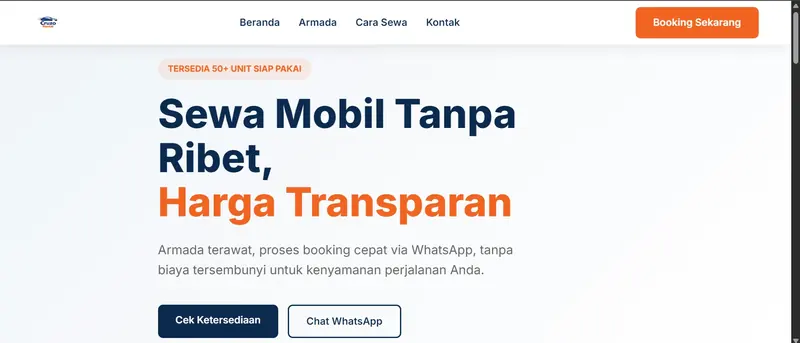 Beranda Armada Cara Sewa Kontak Booking Sekarang
TERSEDIA 50+ UNIT SIAP PAKAI
Sewa Mobil Tanpa
Ribet,
Harga Transparan
Armada terawat, proses booking cepat via WhatsApp, tanpa
biaya tersembunyi untuk kenyamanan perjalanan Anda.
Cek Ketersediaan Chat WhatsApp